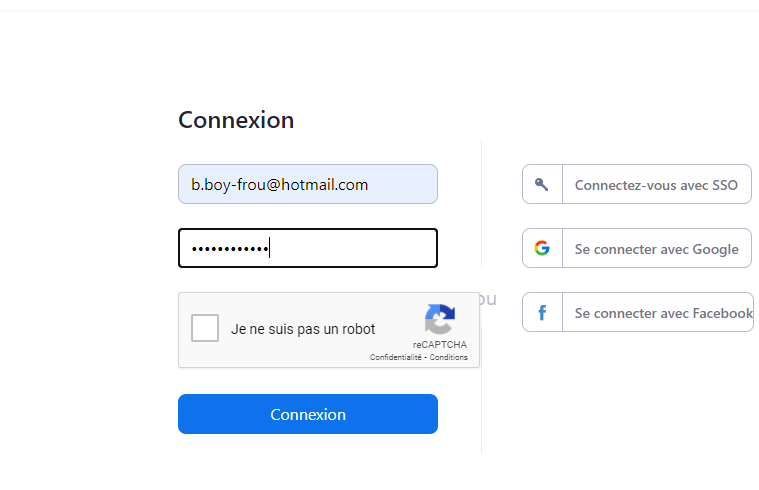 Connexion
b.boy-frou@hotmail.com
••••••••••••
Je ne suis pas un robot
reCAPTCHA
Confidentialité - Conditions
Connexion
ou
Connectez-vous avec SSO
Se connecter avec Google
Se connecter avec Facebook